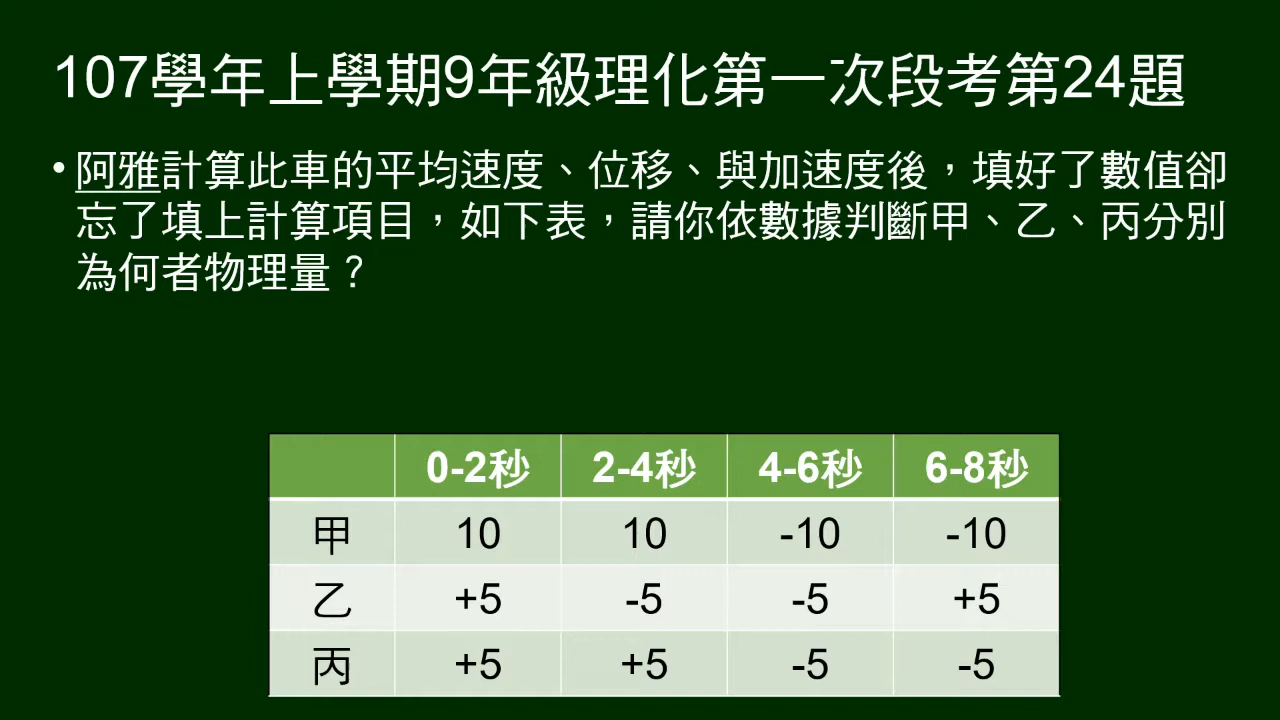 107學年上學期9年級理化第一次段考第24題
•阿雅計算此車的平均速度、位移、與加速度後，填好了數值卻
忘了填上計算項目，如下表，請你依數據判斷甲、乙、丙分別
為何者物理量？
0-2秒 2-4秒 4-6秒 6-8秒
甲 10 10 -10 -10
乙 +5 -5 -5 +5
丙 +5 +5 -5 -5